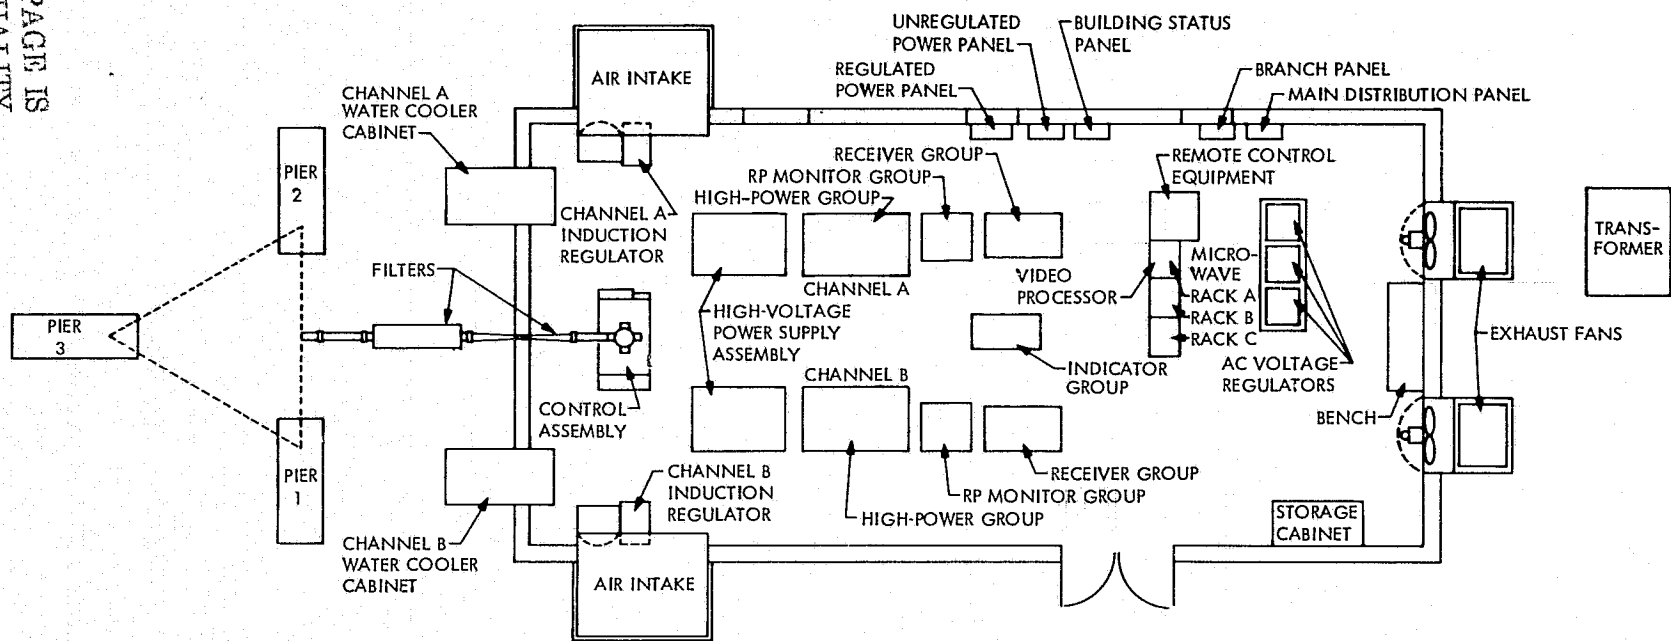 PAGE IS
UNREGULATED
POWER PANEL
BUILDING STATUS
PANEL
REGULATED
POWER PANEL
BRANCH PANEL
MAIN DISTRIBUTION PANEL
AIR INTAKE
CHANNEL A
WATER COOLER
CABINET
PIER
2
RECEIVER GROUP
RP MONITOR GROUP
HIGH-POWER GROUP
REMOTE CONTROL
EQUIPMENT
CHANNEL A
INDUCTION
REGULATOR
TRANS-
FORMER
FILTERS
CHANNEL A
VIDEO
PROCESSOR
MICRO-
WAVE
RACK A
RACK B
RACK C
HIGH-VOLTAGE
POWER SUPPLY
ASSEMBLY
PIER
3
EXHAUST FANS
INDICATOR
GROUP
AC VOLTAGE
REGULATORS
CHANNEL B
CONTROL
ASSEMBLY
BENCH
PIER
1
CHANNEL B
INDUCTION
REGULATOR
RECEIVER GROUP
RP MONITOR GROUP
HIGH-POWER GROUP
STORAGE
CABINET
CHANNEL B
WATER COOLER
CABINET
AIR INTAKE